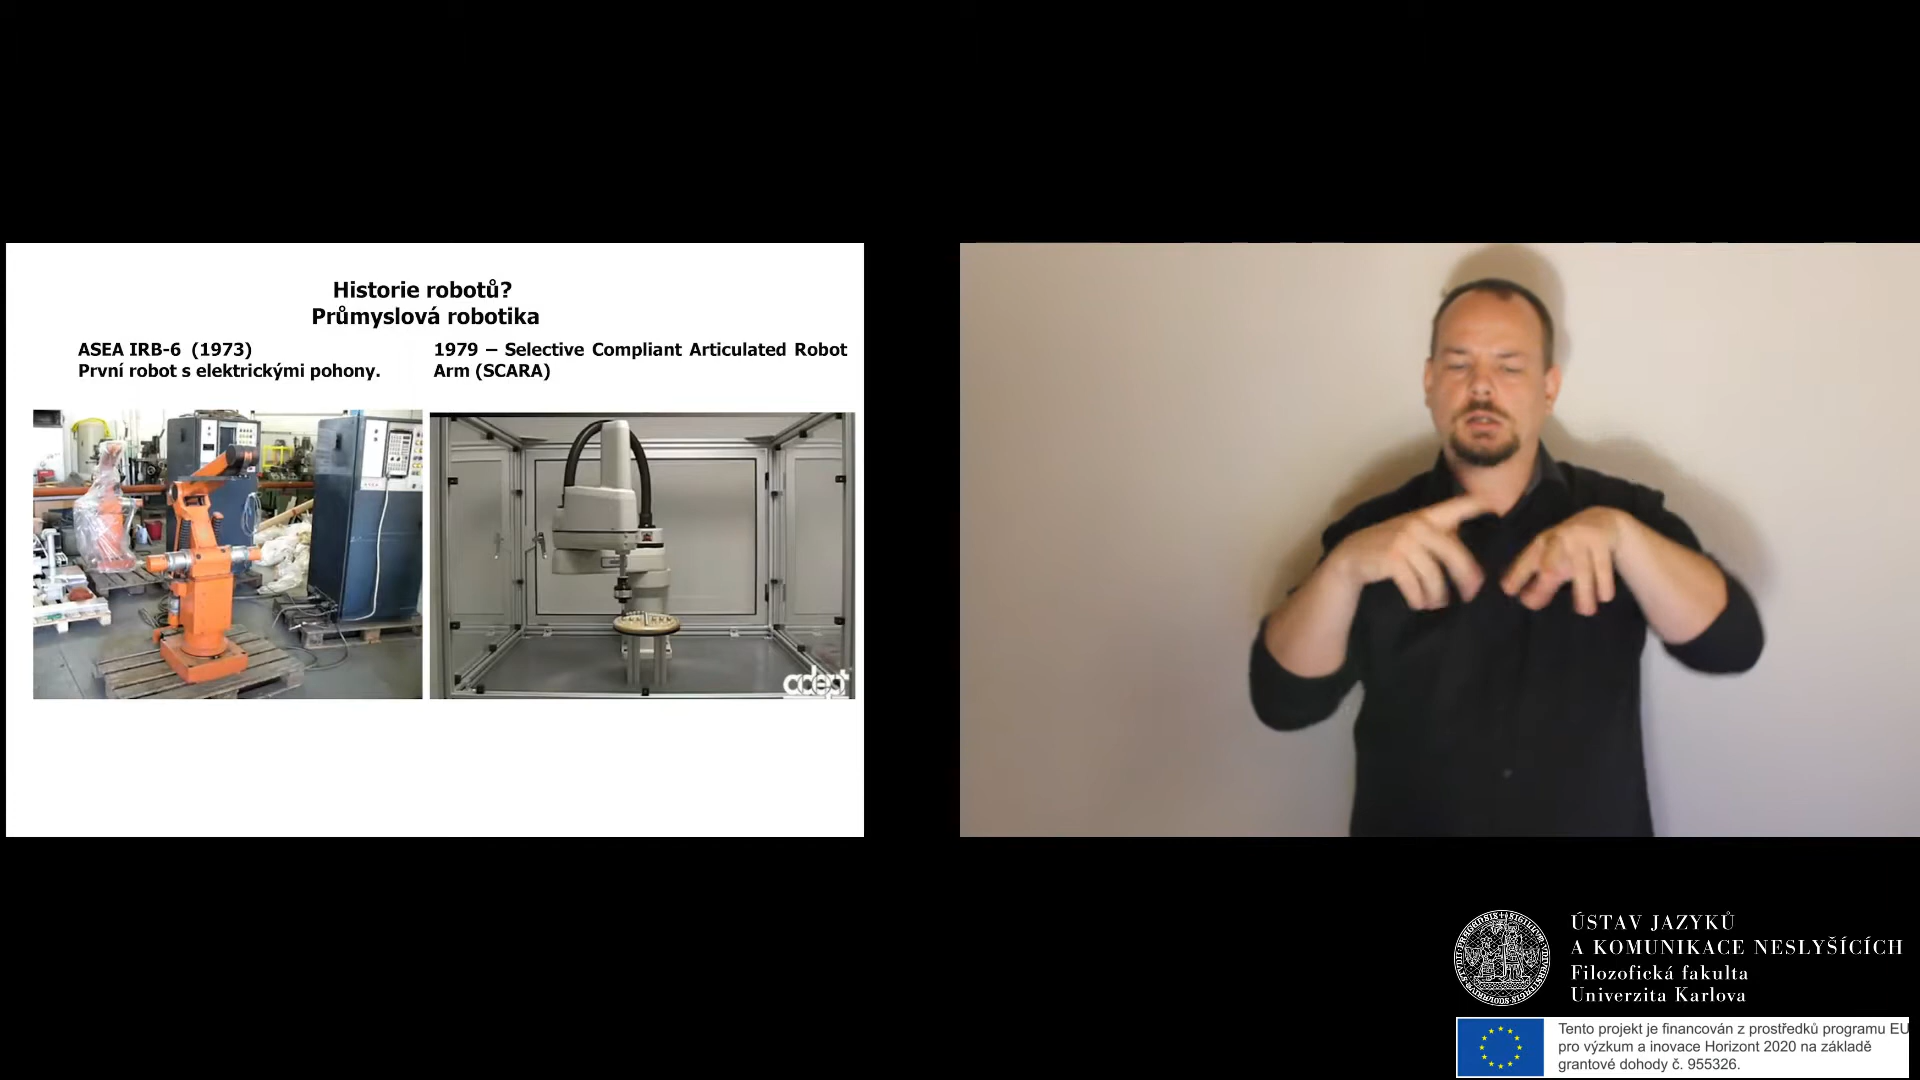 Historie robotů?
Průmyslová robotika
ASEA IRB-6 (1973)
První robot s elektrickými pohony.
1979 – Selective Compliant Articulated Robot
Arm (SCARA)
adept
ÚSTAV JAZYKŮ
A KOMUNIKACE NESLYŠÍCÍCH
Filozofická fakulta
Univerzita Karlova
Tento projekt je financován z prostředků programu EU
pro výzkum a inovace Horizont 2020 na základě
grantové dohody č. 955326.